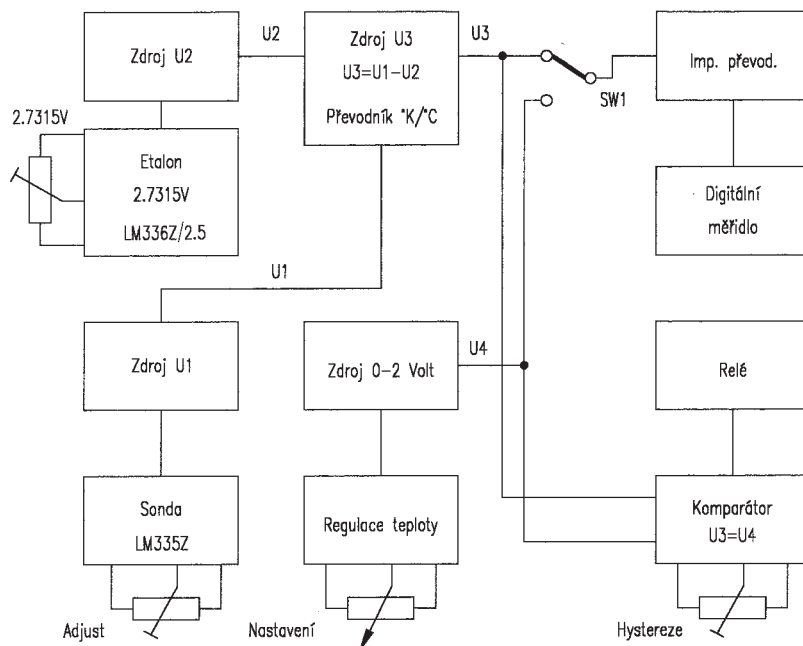 Zdroj U2
U2
Zdroj U3
U3=U1-U2
Převodník °K/°C
U3
SW1
Imp. převod.
2.7315V
Etalon
2.7315V
LM336Z/2.5
Digitální
měřidlo
U1
Zdroj U1
Zdroj 0-2 Volt
U4
Relé
Sonda
LM335Z
Regulace teploty
Komparátor
U3=U4
Adjust
Nastavení
Hystereze